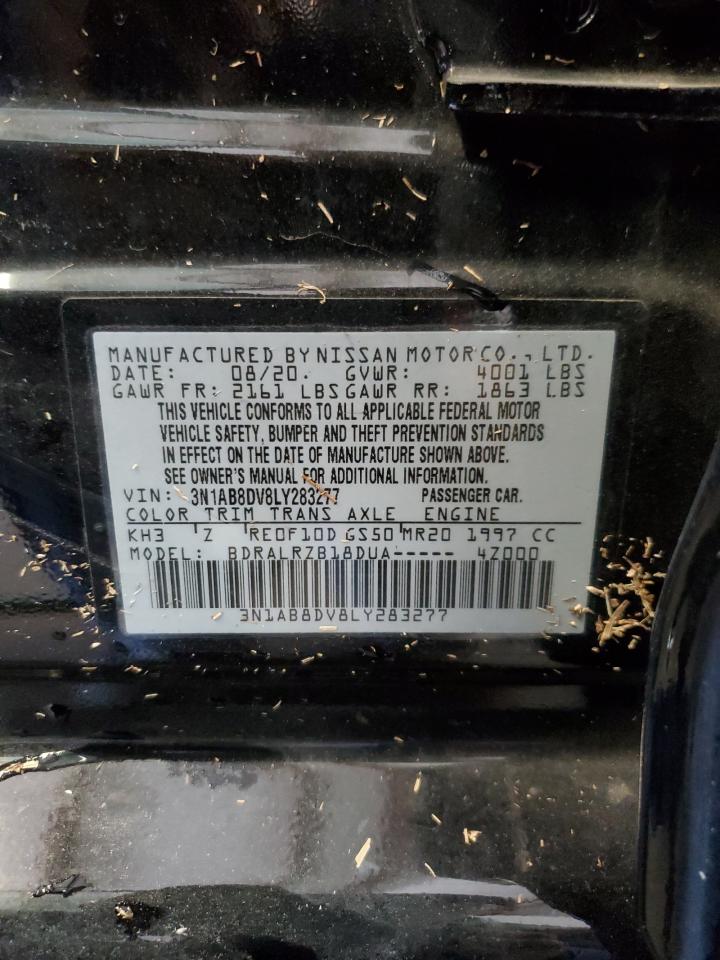 MANUFACTURED BY NISSAN MOTOR CO., LTD.
DATE: 08/20. GVWR: 4001 LBS
GAWR FR: 2161 LBS GAWR RR: 1863 LBS
THIS VEHICLE CONFORMS TO ALL APPLICABLE FEDERAL MOTOR
VEHICLE SAFETY, BUMPER AND THEFT PREVENTION STANDARDS
IN EFFECT ON THE DATE OF MANUFACTURE SHOWN ABOVE.
SEE OWNER'S MANUAL FOR ADDITIONAL INFORMATION.
VIN: 3N1AB8DV8LY283277 PASSENGER CAR.
COLOR TRIM TRANS AXLE ENGINE
KH3 Z RE0F10D GS50 MR20 1997 CC
MODEL: BDRALRZB18DUA----- 4Z000
3N1AB8DV8LY283277